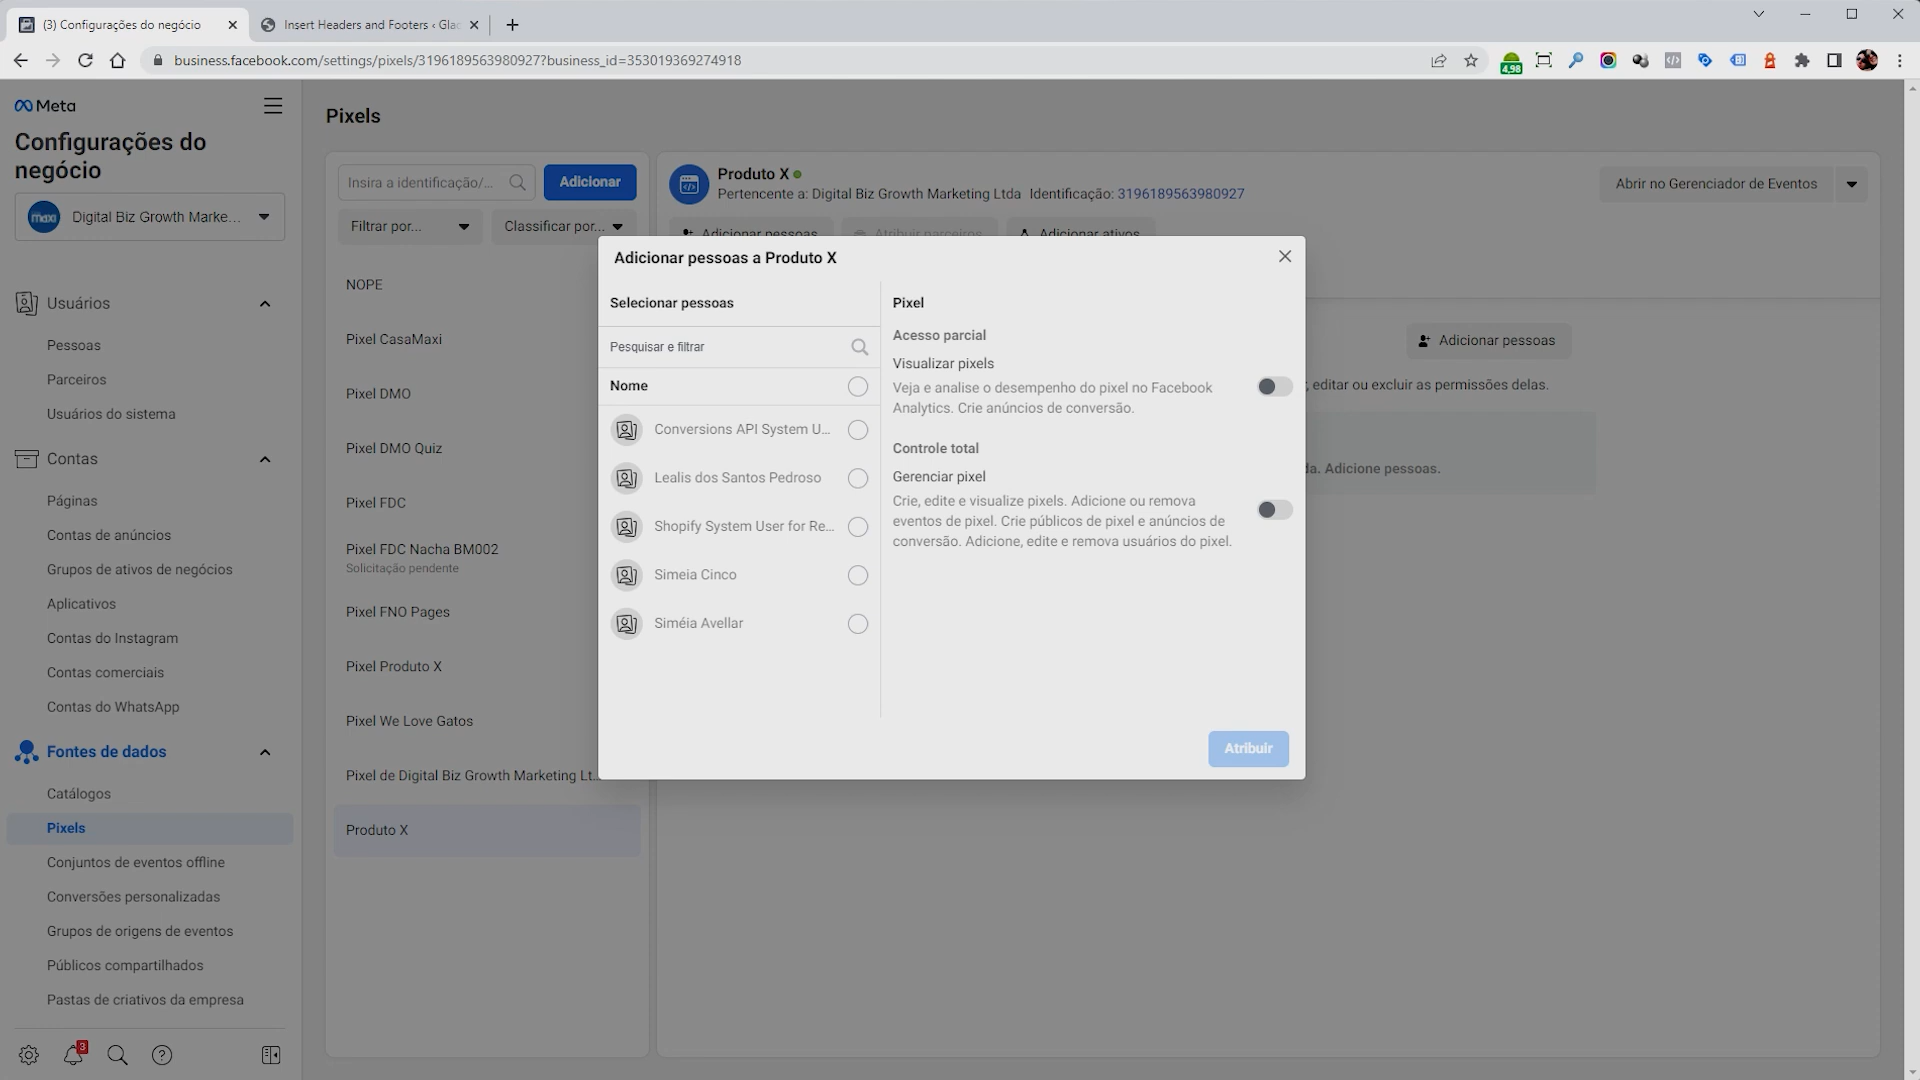 (3) Configurações do negócio
Insert Headers and Footers ‹ Glac
business.facebook.com/settings/pixels/3196189563980927?business_id=353019369274918
4,98
Meta
Configurações do
negócio
maxi
Digital Biz Growth Marke...
Usuários
Pessoas
Parceiros
Usuários do sistema
Contas
Páginas
Contas de anúncios
Grupos de ativos de negócios
Aplicativos
Contas do Instagram
Contas comerciais
Contas do WhatsApp
Fontes de dados
Catálogos
Pixels
Conjuntos de eventos offline
Conversões personalizadas
Grupos de origens de eventos
Públicos compartilhados
Pastas de criativos da empresa
3
Pixels
Insira a identificação/...
Adicionar
Filtrar por...
Classificar por...
NOPE
Pixel CasaMaxi
Pixel DMO
Pixel DMO Quiz
Pixel FDC
Pixel FDC Nacha BM002
Solicitação pendente
Pixel FNO Pages
Pixel Produto X
Pixel We Love Gatos
Pixel de Digital Biz Growth Marketing Lt...
Produto X
Produto X
Pertencente a: Digital Biz Growth Marketing Ltda Identificação: 3196189563980927
Abrir no Gerenciador de Eventos
Adicionar pessoas
Atribuir parceiros
Adicionar ativos
Adicionar pessoas
, editar ou excluir as permissões delas.
da. Adicione pessoas.
Adicionar pessoas a Produto X
Selecionar pessoas
Pesquisar e filtrar
Nome
Conversions API System U...
Lealis dos Santos Pedroso
Shopify System User for Re...
Simeia Cinco
Siméia Avellar
Pixel
Acesso parcial
Visualizar pixels
Veja e analise o desempenho do pixel no Facebook
Analytics. Crie anúncios de conversão.
Controle total
Gerenciar pixel
Crie, edite e visualize pixels. Adicione ou remova
eventos de pixel. Crie públicos de pixel e anúncios de
conversão. Adicione, edite e remova usuários do pixel.
Atribuir